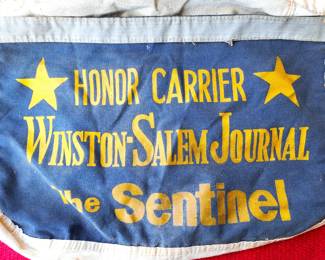 HONOR CARRIER
WINSTON-SALEM JOURNAL
The Sentinel